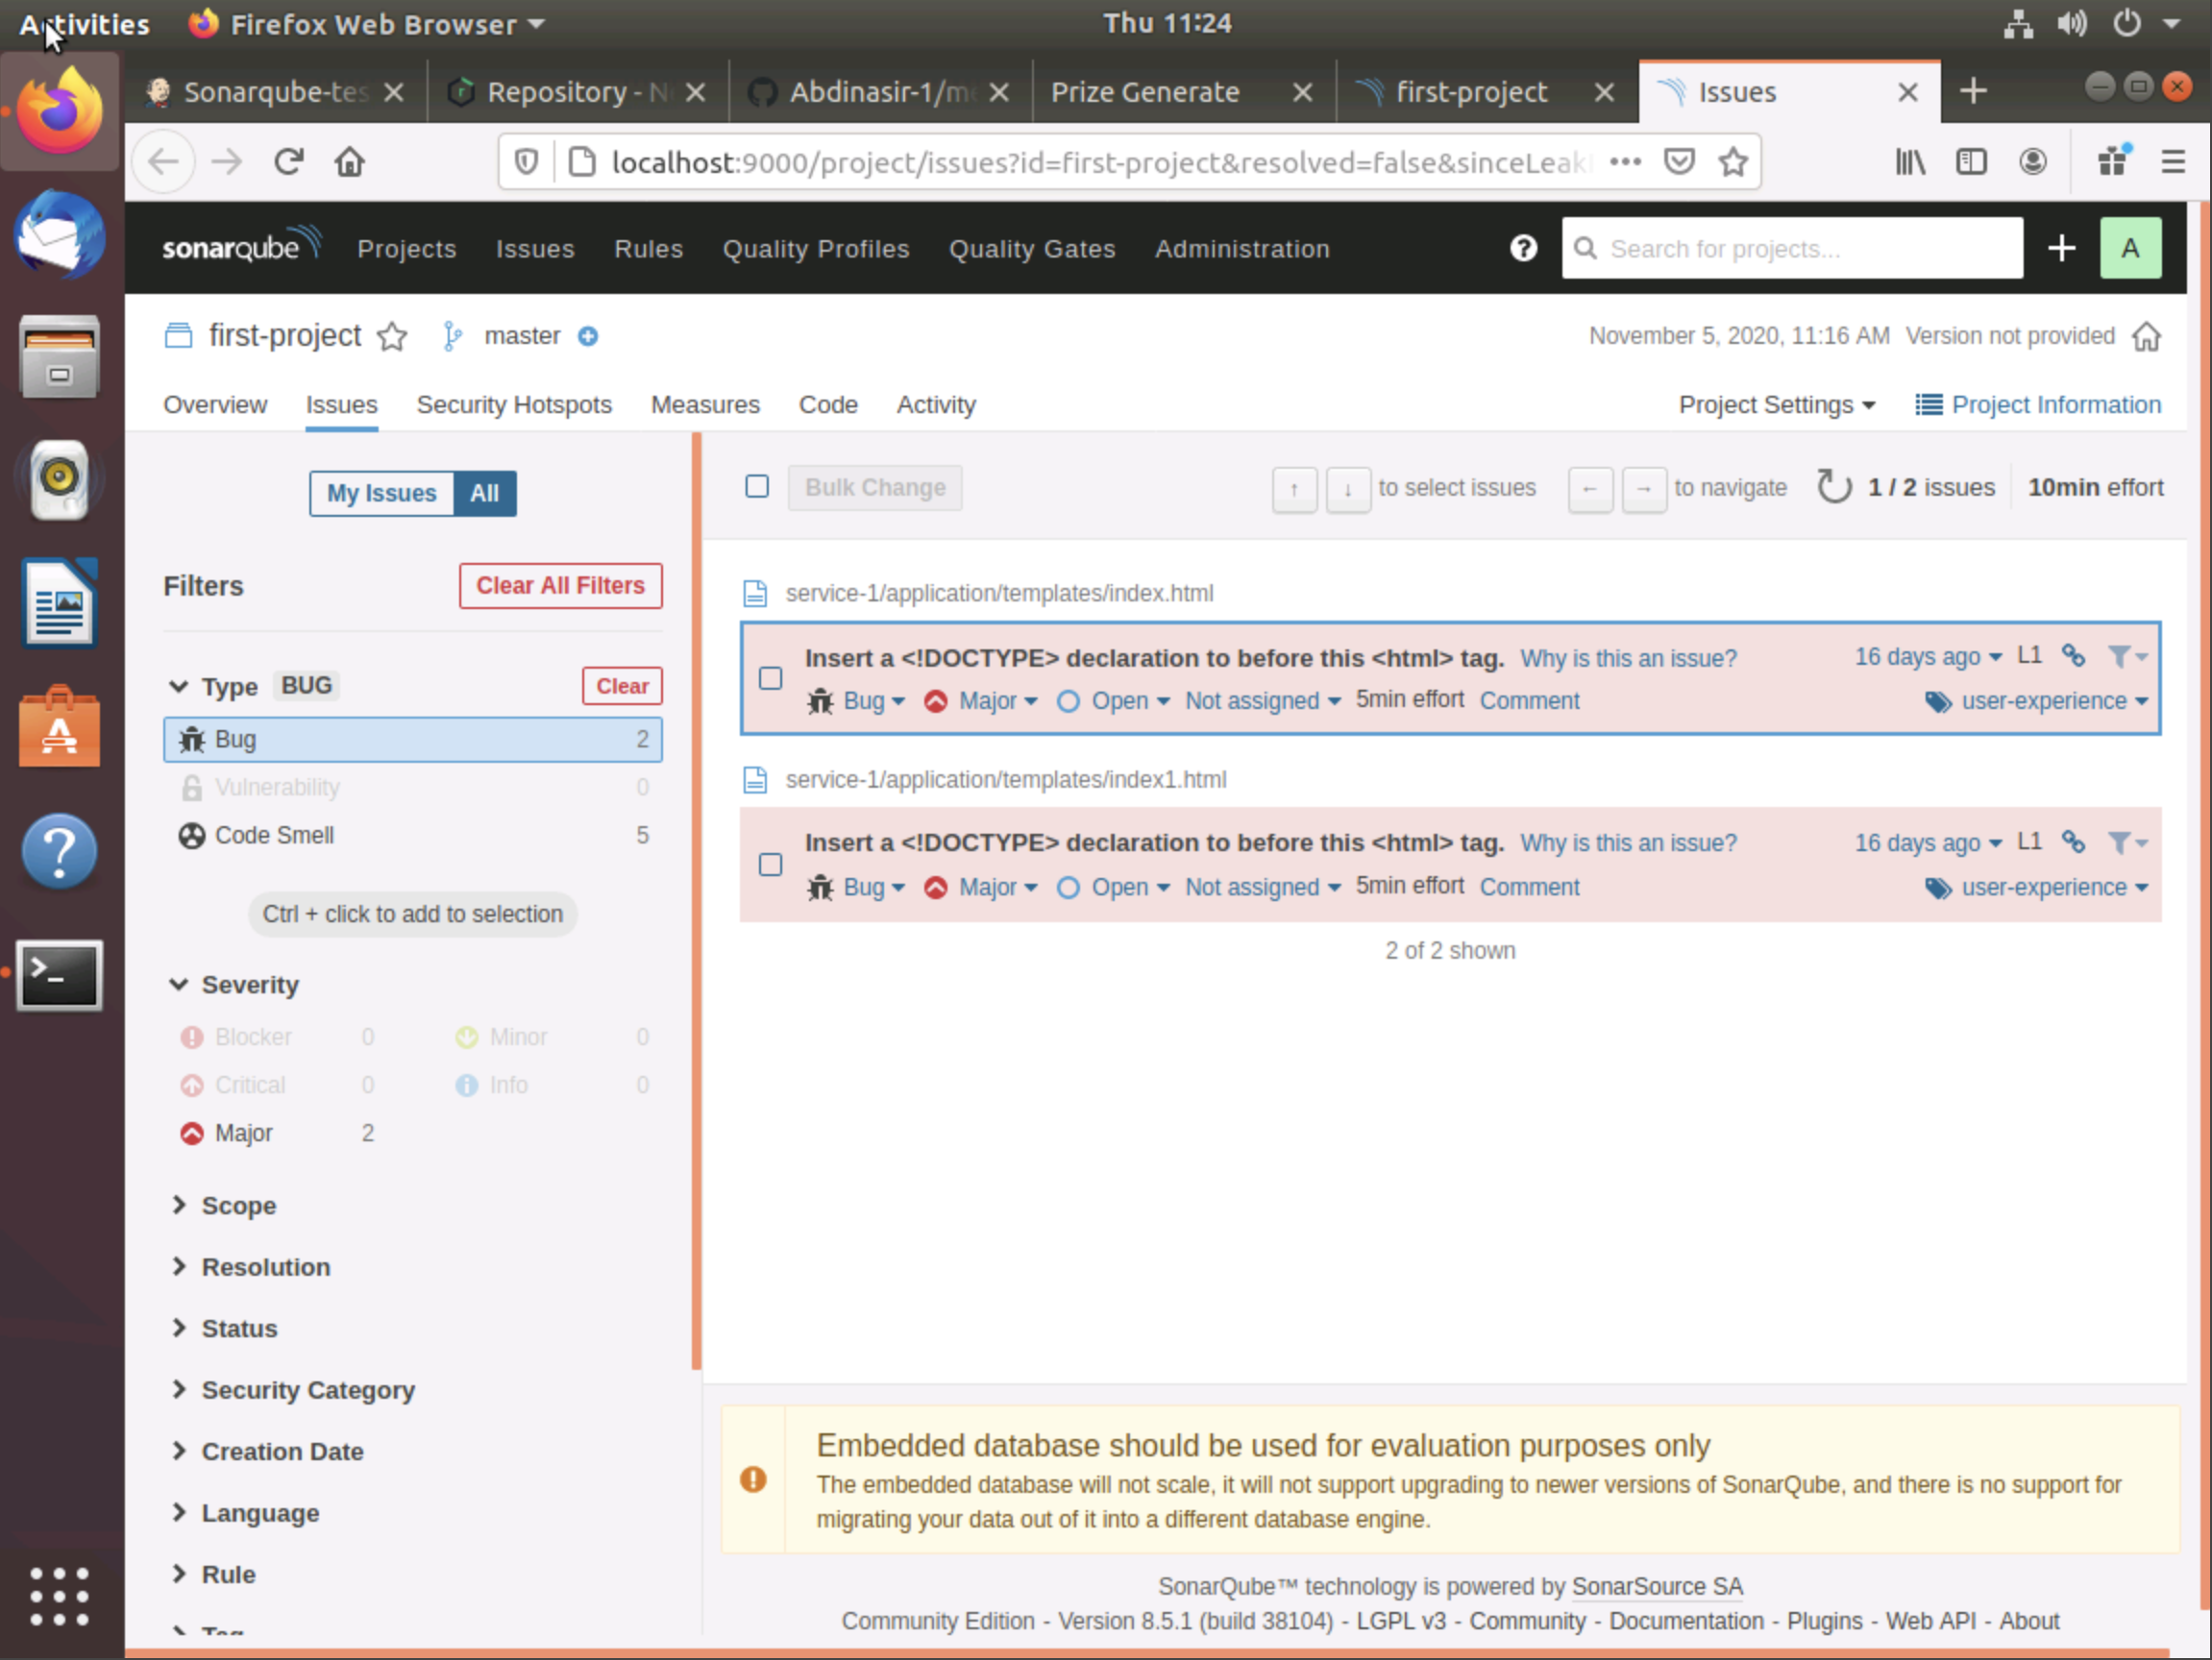 Activities Firefox Web Browser Thu 11:24
Sonarqube-tes Repository - N Abdinasir-1/m Prize Generate first-project Issues
localhost:9000/project/issues?id=first-project&resolved=false&sinceLeak
sonarqube Projects Issues Rules Quality Profiles Quality Gates Administration Search for projects... A
first-project master November 5, 2020, 11:16 AM Version not provided
Overview Issues Security Hotspots Measures Code Activity Project Settings Project Information
My Issues All
Bulk Change ↑ ↓ to select issues ← → to navigate 1 / 2 issues 10min effort
Filters Clear All Filters
Type BUG Clear
Bug 2
Vulnerability 0
Code Smell 5
Ctrl + click to add to selection
Severity
Blocker 0 Minor 0
Critical 0 Info 0
Major 2
Scope
Resolution
Status
Security Category
Creation Date
Language
Rule
Tag
service-1/application/templates/index.html
Insert a <!DOCTYPE> declaration to before this <html> tag. Why is this an issue? 16 days ago L1
Bug Major Open Not assigned 5min effort Comment user-experience
service-1/application/templates/index1.html
Insert a <!DOCTYPE> declaration to before this <html> tag. Why is this an issue? 16 days ago L1
Bug Major Open Not assigned 5min effort Comment user-experience
2 of 2 shown
Embedded database should be used for evaluation purposes only
The embedded database will not scale, it will not support upgrading to newer versions of SonarQube, and there is no support for
migrating your data out of it into a different database engine.
SonarQube™ technology is powered by SonarSource SA
Community Edition - Version 8.5.1 (build 38104) - LGPL v3 - Community - Documentation - Plugins - Web API - About